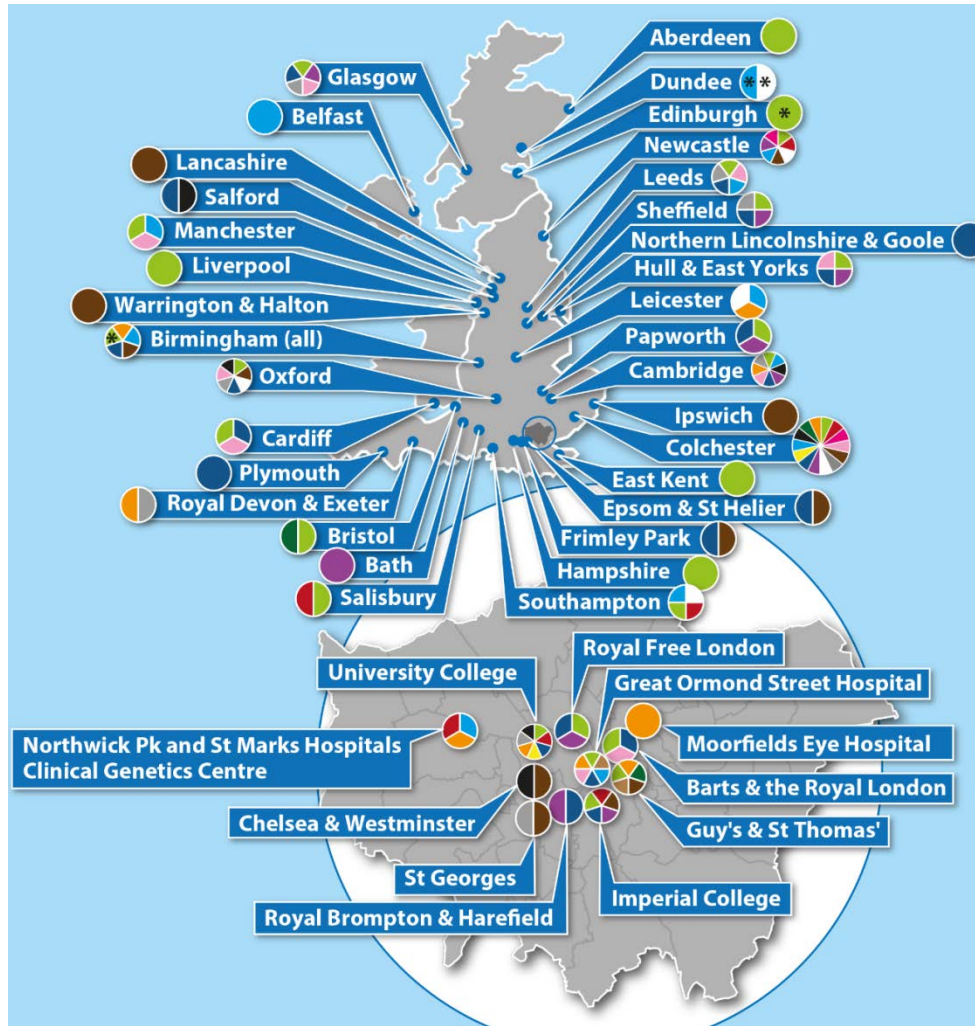 Aberdeen
Glasgow
Dundee
* *
Belfast
Edinburgh
*
Newcastle
Lancashire
Leeds
Salford
Sheffield
Manchester
Northern Lincolnshire & Goole
Liverpool
Hull & East Yorks
Warrington & Halton
Leicester
*
Birmingham (all)
Papworth
Oxford
Cambridge
Ipswich
Cardiff
Colchester
Plymouth
East Kent
Royal Devon & Exeter
Epsom & St Helier
Bristol
Frimley Park
Bath
Hampshire
Salisbury
Southampton
Royal Free London
University College
Great Ormond Street Hospital
Northwick Pk and St Marks Hospitals
Clinical Genetics Centre
Moorfields Eye Hospital
Barts & the Royal London
Chelsea & Westminster
Guy's & St Thomas'
St Georges
Imperial College
Royal Brompton & Harefield